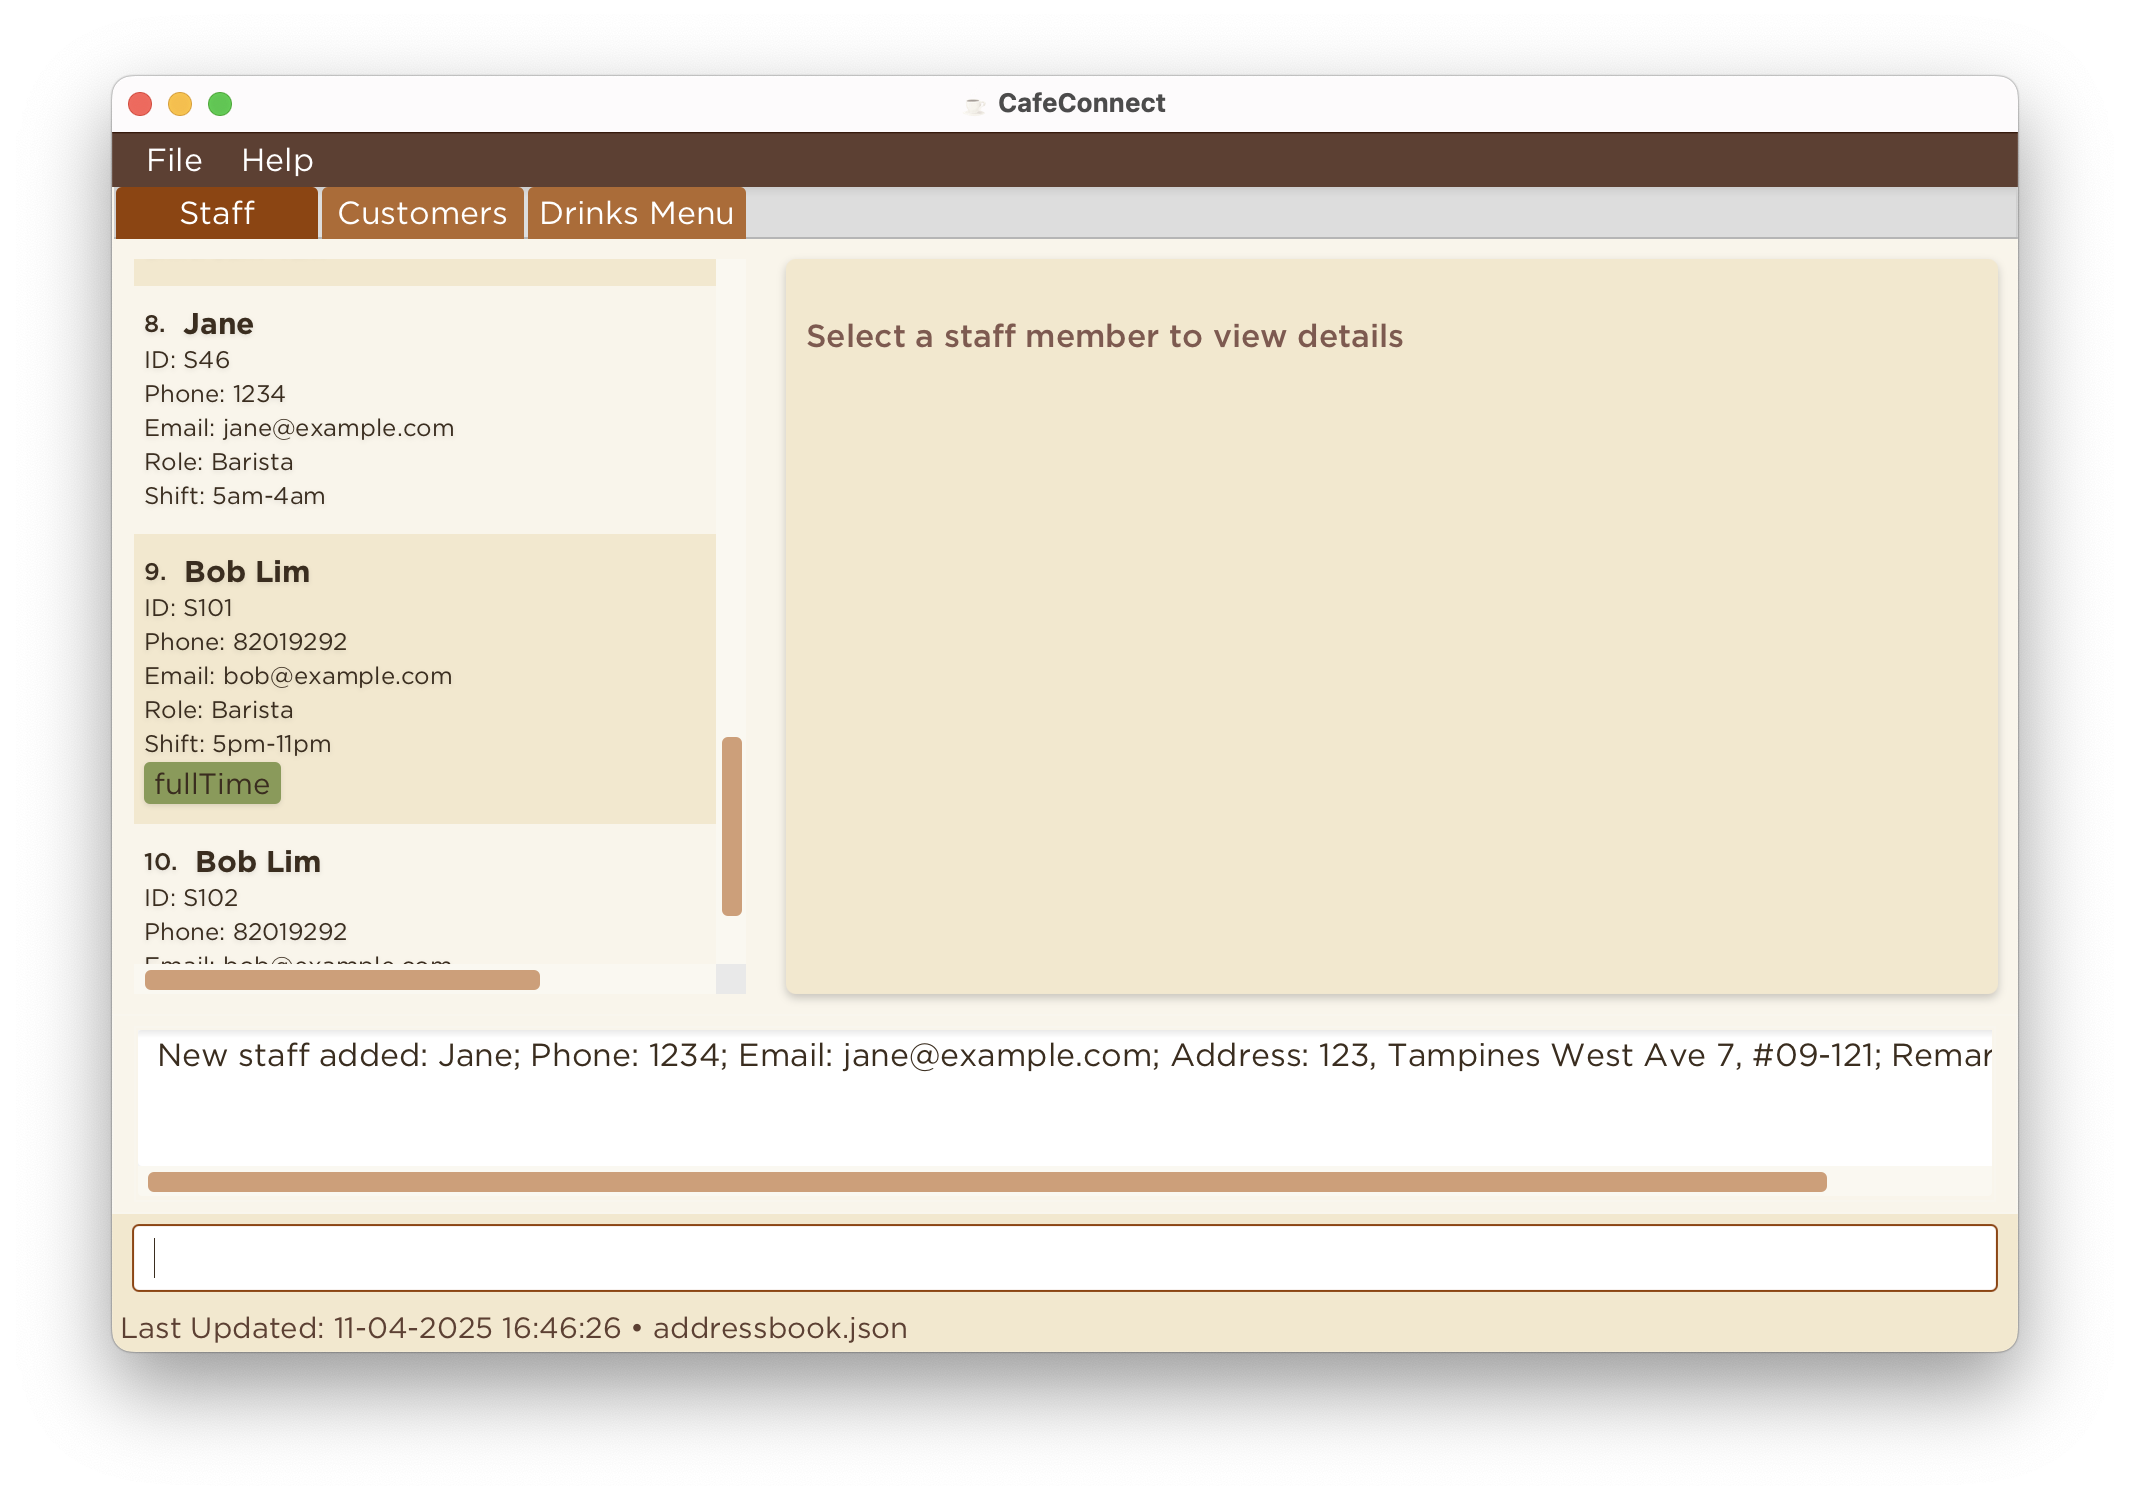 CafeConnect
File Help
Staff Customers Drinks Menu
8. Jane
ID: S46
Phone: 1234
Email: jane@example.com
Role: Barista
Shift: 5am-4am
9. Bob Lim
ID: S101
Phone: 82019292
Email: bob@example.com
Role: Barista
Shift: 5pm-11pm
fullTime
10. Bob Lim
ID: S102
Phone: 82019292
Email: bob@example.com
Select a staff member to view details
New staff added: Jane; Phone: 1234; Email: jane@example.com; Address: 123, Tampines West Ave 7, #09-121; Remar
Last Updated: 11-04-2025 16:46:26 • addressbook.json